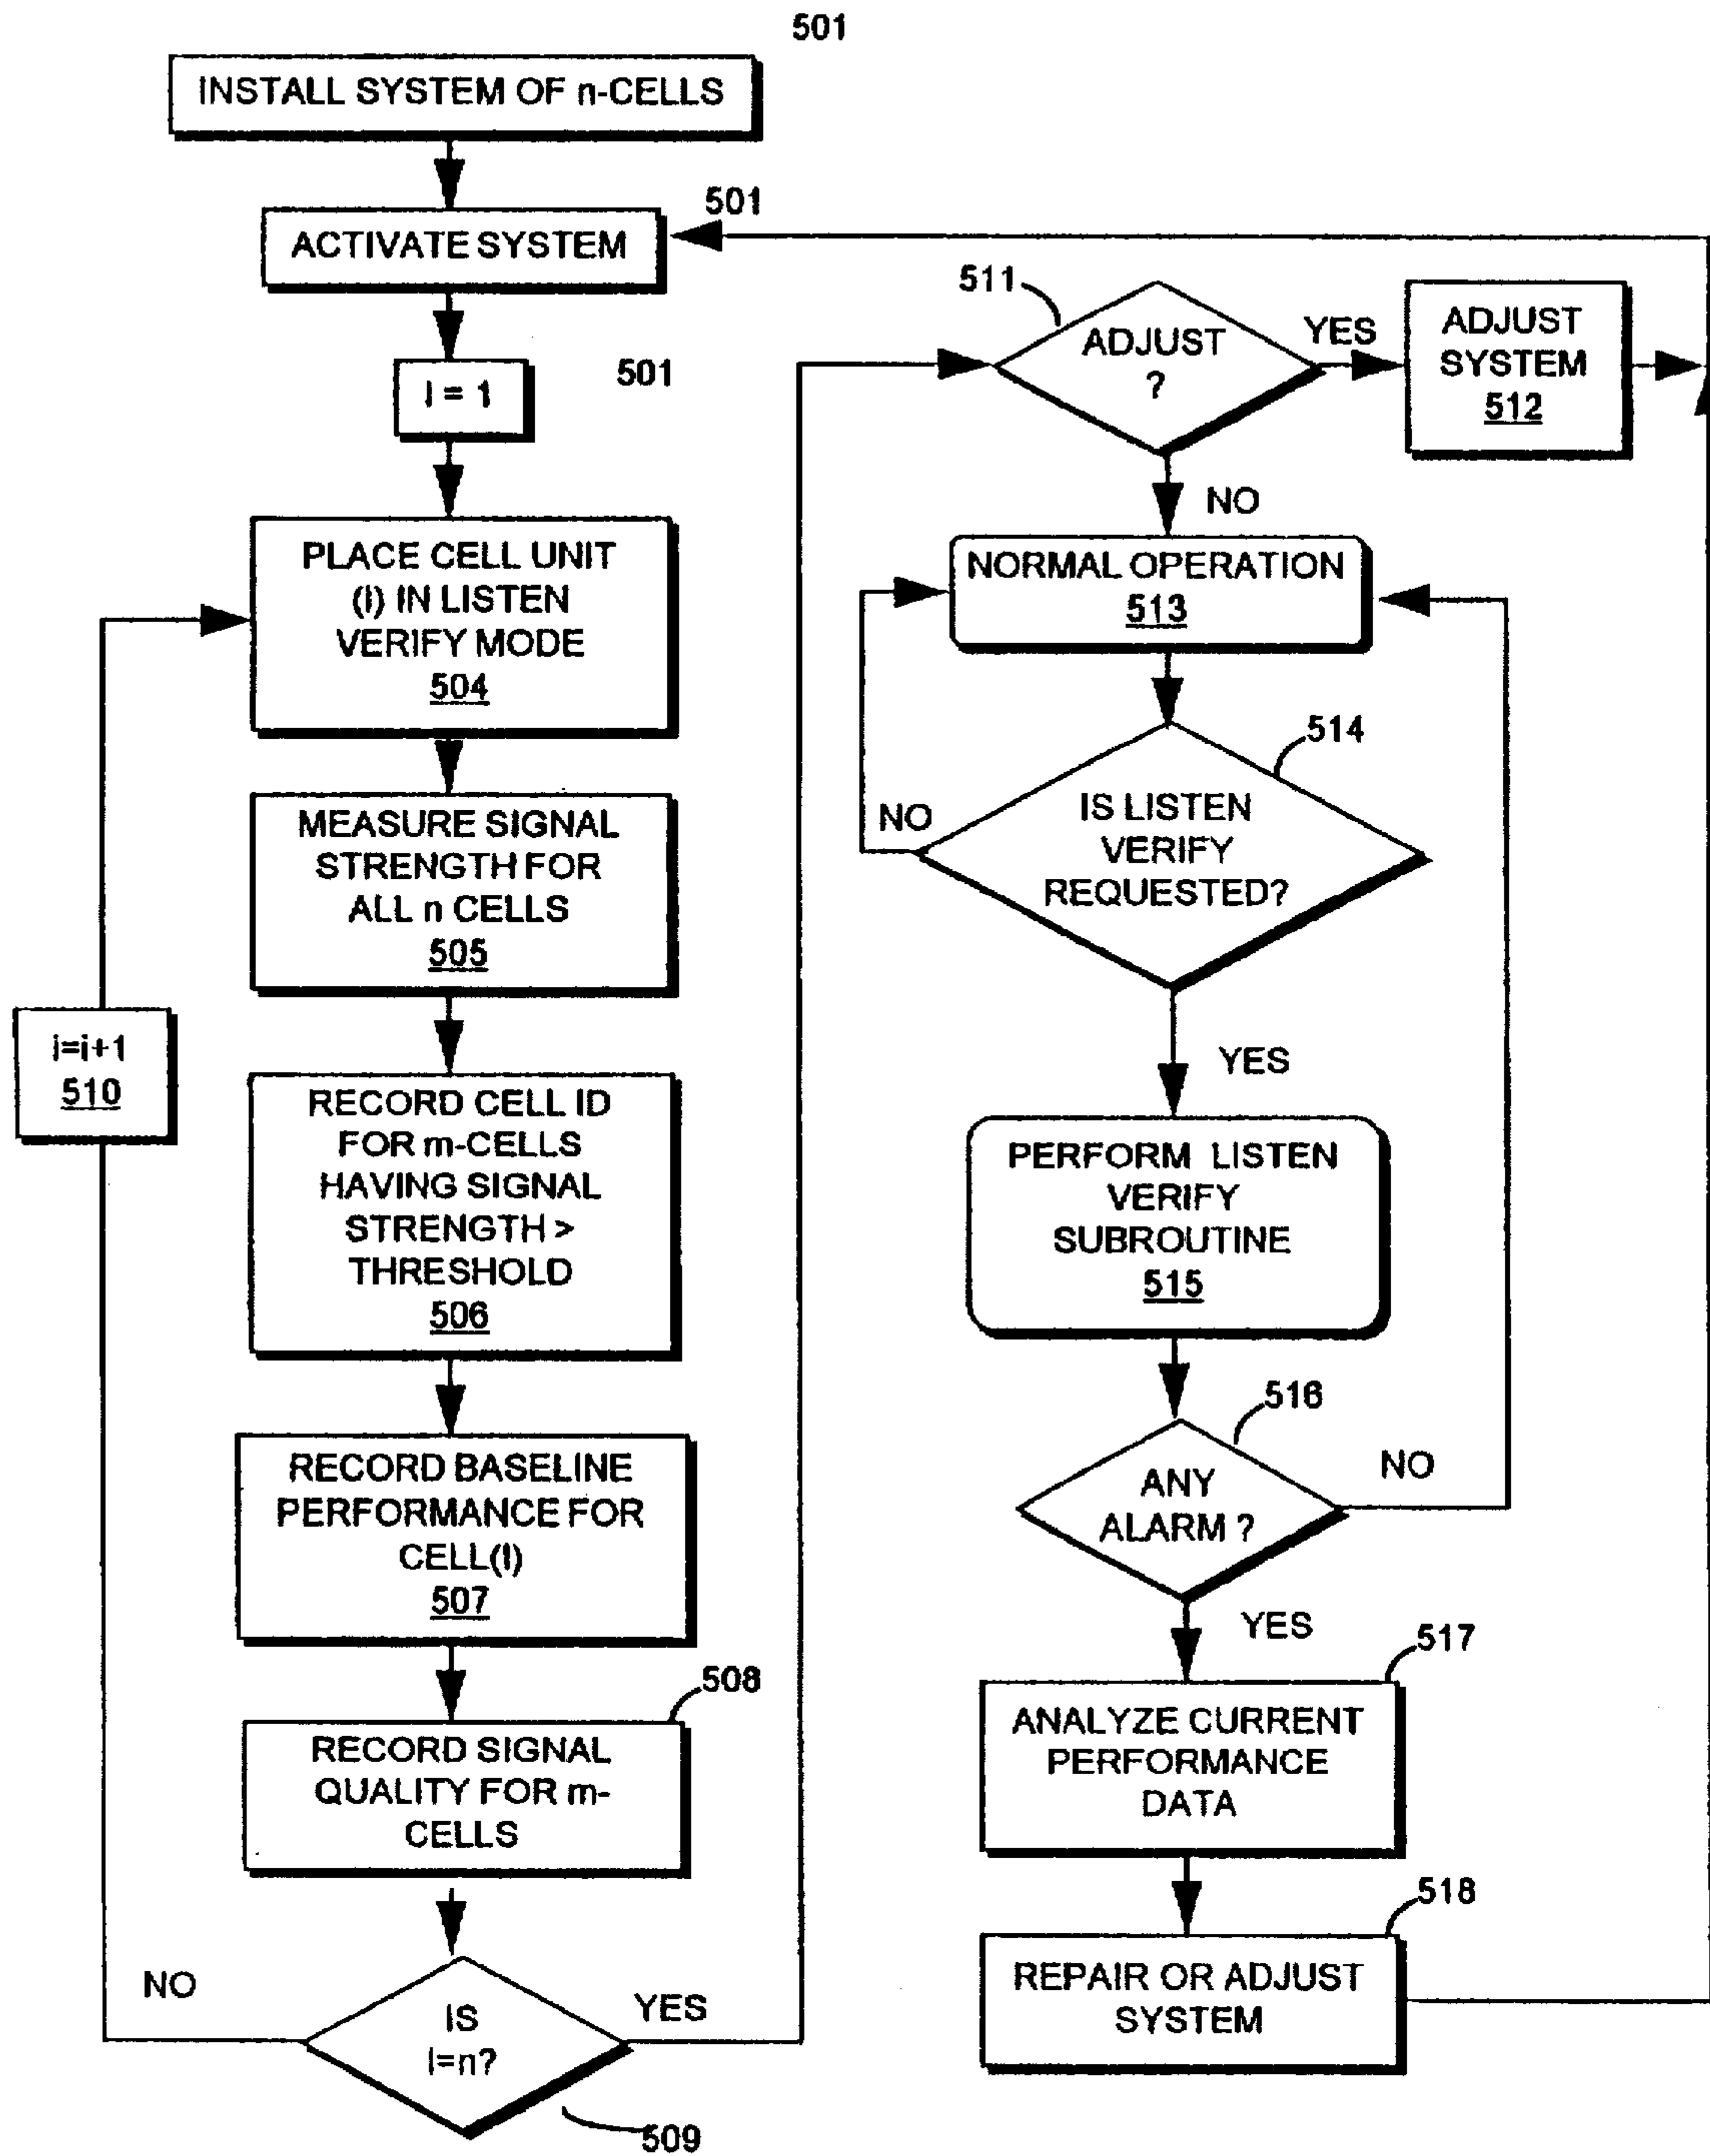 501
INSTALL SYSTEM OF n-CELLS
501
ACTIVATE SYSTEM
501
I = 1
PLACE CELL UNIT
(I) IN LISTEN
VERIFY MODE
504
MEASURE SIGNAL
STRENGTH FOR
ALL n CELLS
505
i=i+1
510
RECORD CELL ID
FOR m-CELLS
HAVING SIGNAL
STRENGTH >
THRESHOLD
506
RECORD BASELINE
PERFORMANCE FOR
CELL(I)
507
508
RECORD SIGNAL
QUALITY FOR m-
CELLS
NO
IS
I=n?
YES
509
511
ADJUST
?
YES
ADJUST
SYSTEM
512
NO
NORMAL OPERATION
513
514
NO
IS LISTEN
VERIFY
REQUESTED?
YES
PERFORM LISTEN
VERIFY
SUBROUTINE
515
516
ANY
ALARM ?
NO
YES
517
ANALYZE CURRENT
PERFORMANCE
DATA
518
REPAIR OR ADJUST
SYSTEM